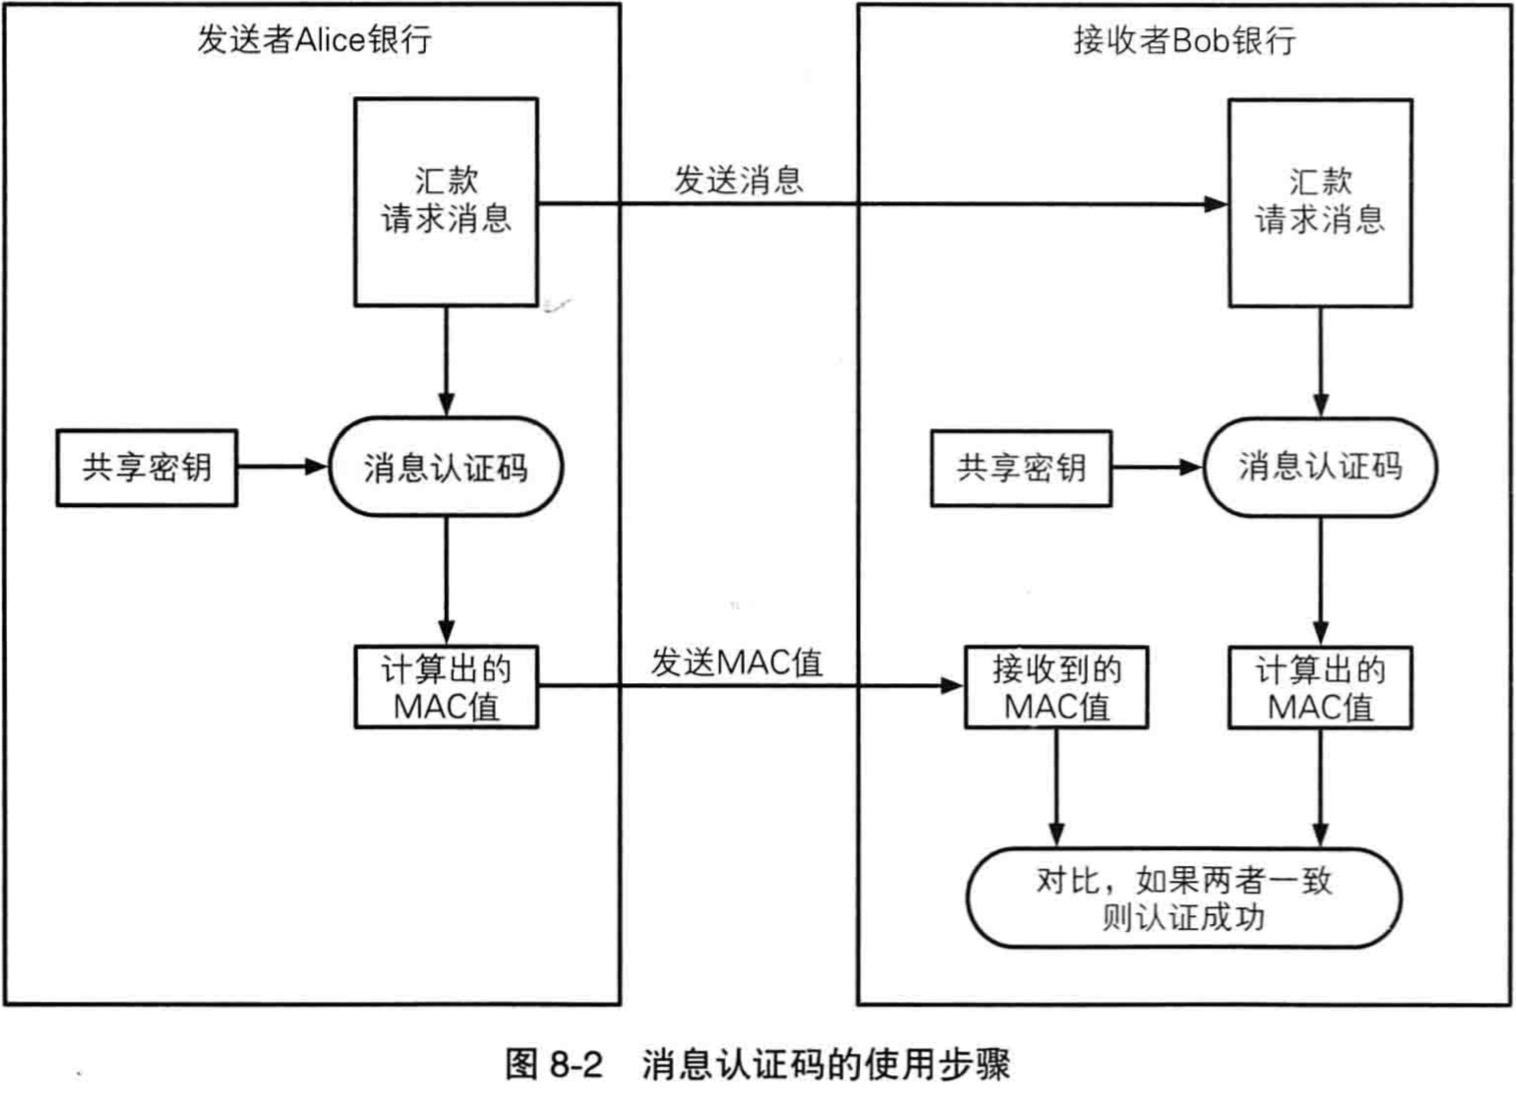 发送者Alice银行
接收者Bob银行
汇款
请求消息
发送消息
汇款
请求消息
共享密钥
消息认证码
共享密钥
消息认证码
计算出的
MAC值
发送MAC值
接收到的
MAC值
计算出的
MAC值
对比，如果两者一致
则认证成功
图 8-2 消息认证码的使用步骤